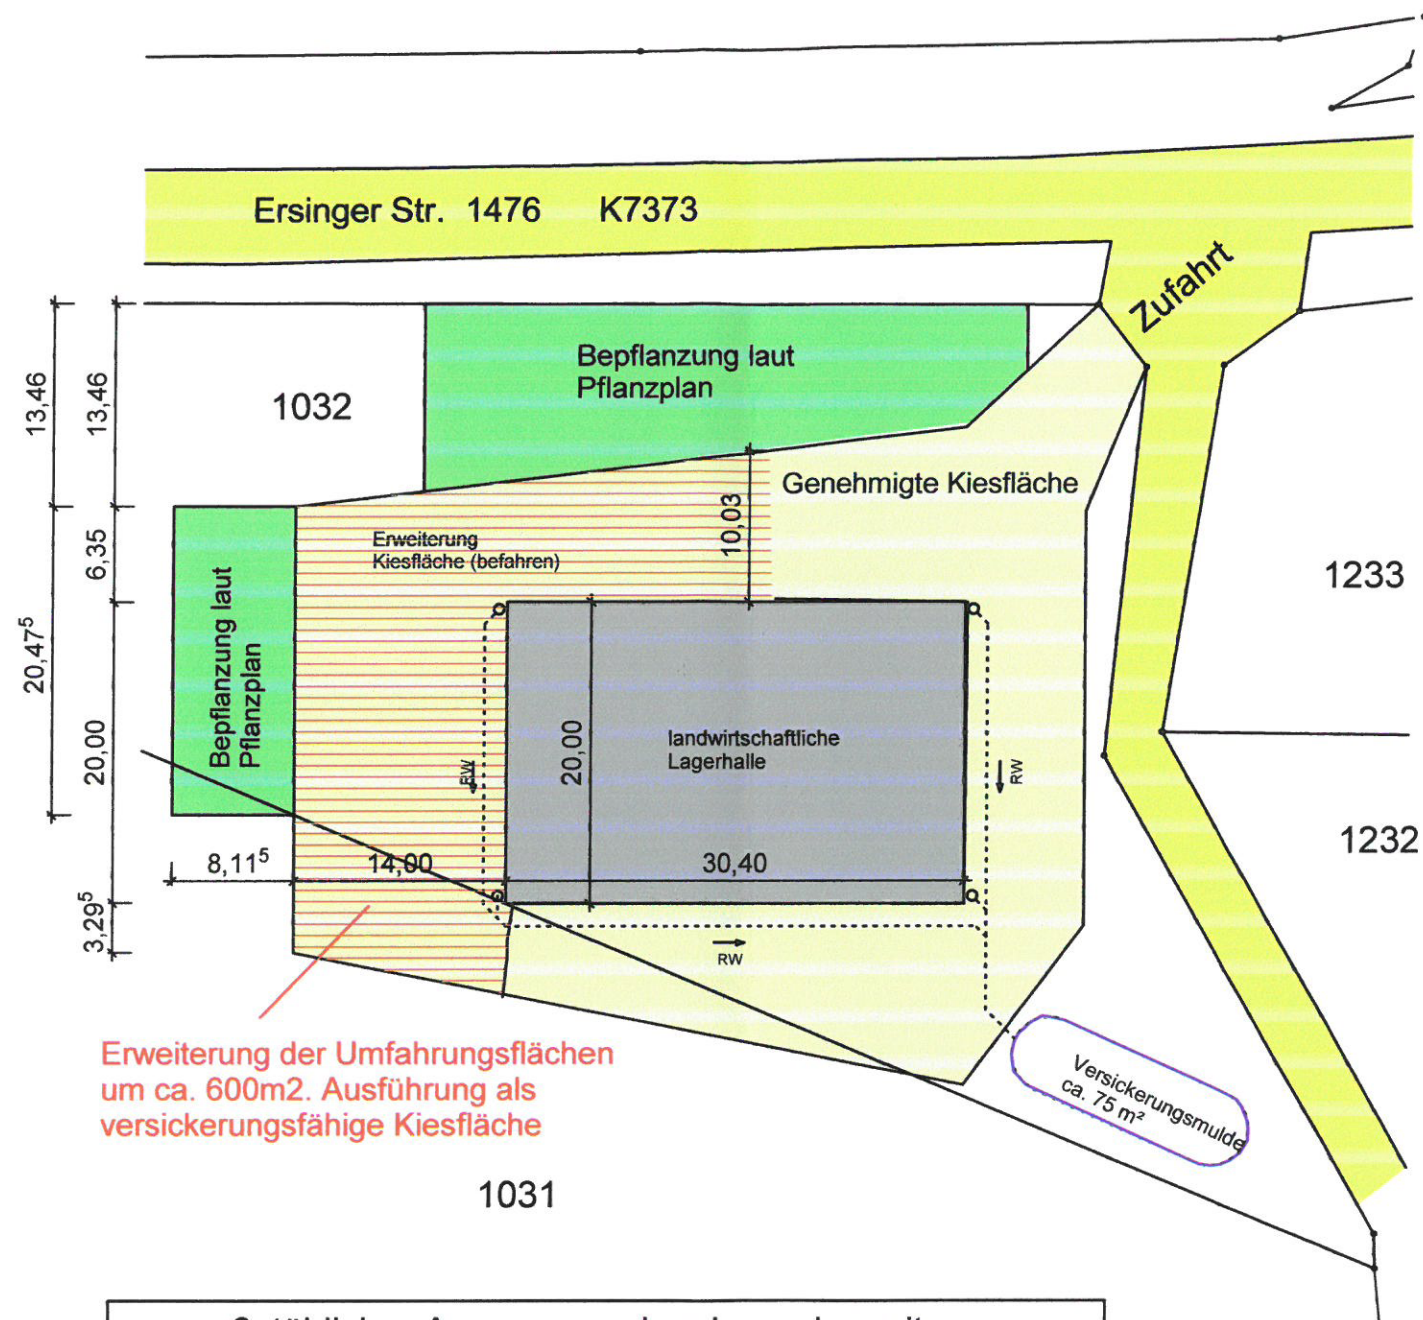 Ersinger Str. 1476 K7373
Zufahrt
Bepflanzung laut
Pflanzplan
1032
13,46
13,46
Genehmigte Kiesfläche
10,03
Erweiterung
Kiesfläche (befahren)
6,35
20,47⁵
1233
Bepflanzung laut
Pflanzplan
20,00
20,00
landwirtschaftliche
Lagerhalle
RW
RW
1232
8,11⁵
14,00
30,40
3,29⁵
RW
Erweiterung der Umfahrungsflächen
um ca. 600m2. Ausführung als
versickerungsfähige Kiesfläche
Versickerungsmulde
ca. 75 m²
1031